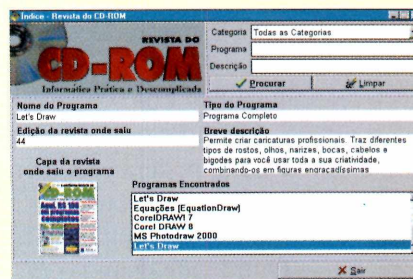 Índice - Revista do CD-ROM
REVISTA DO
CD-ROM
Informática Prática e Descomplicada
Categoria Todas as Categorias
Programa
Descrição
Procurar Limpar
Nome do Programa
Let's Draw
Tipo do Programa
Programa Completo
Edição da revista onde saiu
44
Breve descrição
Permite criar caricaturas profissionais. Traz diferentes
tipos de rostos, olhos, narizes, bocas, cabelos e
bigodes para você usar toda a sua criatividade,
combinando-os em figuras engraçadíssimas
Capa da revista
onde saiu o programa
CD-ROM
Programas Encontrados
Let's Draw
Equações (EquationDraw)
CorelDRAW! 7
Corel DRAW 8
MS Photodraw 2000
Let's Draw
Sair